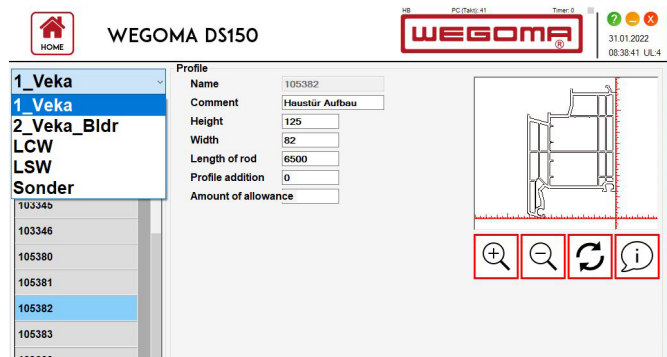 HB PC(Takt): 41 Timer: 0
HOME
WEGOMA DS150
WEGOMA®
? – X
31.01.2022
08:38:41 UL:4
1_Veka
1_Veka
2_Veka_Bldr
LCW
LSW
Sonder
103345
103346
105380
105381
105382
105383
Profile
Name 105382
Comment Haustür Aufbau
Height 125
Width 82
Length of rod 6500
Profile addition 0
Amount of allowance
i